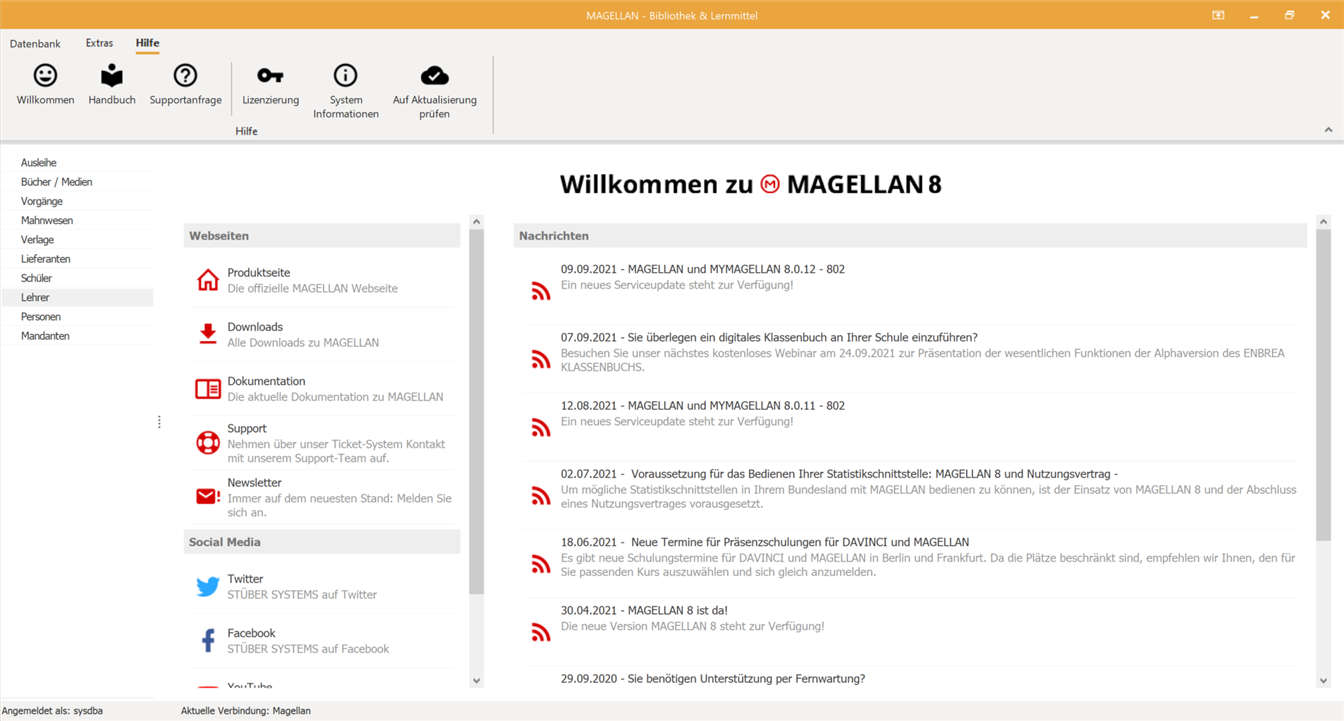 MAGELLAN - Bibliothek & Lernmittel
Datenbank Extras Hilfe
Willkommen Handbuch Supportanfrage Lizenzierung System Informationen Auf Aktualisierung prüfen
Hilfe
Ausleihe
Bücher / Medien
Vorgänge
Mahnwesen
Verlage
Lieferanten
Schüler
Lehrer
Personen
Mandanten
Willkommen zu M MAGELLAN 8
Webseiten
Produktseite
Die offizielle MAGELLAN Webseite
Downloads
Alle Downloads zu MAGELLAN
Dokumentation
Die aktuelle Dokumentation zu MAGELLAN
Support
Nehmen über unser Ticket-System Kontakt
mit unserem Support-Team auf.
Newsletter
Immer auf dem neuesten Stand: Melden Sie
sich an.
Social Media
Twitter
STÜBER SYSTEMS auf Twitter
Facebook
STÜBER SYSTEMS auf Facebook
YouTube
Nachrichten
09.09.2021 - MAGELLAN und MYMAGELLAN 8.0.12 - 802
Ein neues Serviceupdate steht zur Verfügung!
07.09.2021 - Sie überlegen ein digitales Klassenbuch an Ihrer Schule einzuführen?
Besuchen Sie unser nächstes kostenloses Webinar am 24.09.2021 zur Präsentation der wesentlichen Funktionen der Alphaversion des ENBREA
KLASSENBUCHS.
12.08.2021 - MAGELLAN und MYMAGELLAN 8.0.11 - 802
Ein neues Serviceupdate steht zur Verfügung!
02.07.2021 - Voraussetzung für das Bedienen Ihrer Statistikschnittstelle: MAGELLAN 8 und Nutzungsvertrag -
Um mögliche Statistikschnittstellen in Ihrem Bundesland mit MAGELLAN bedienen zu können, ist der Einsatz von MAGELLAN 8 und der Abschluss
eines Nutzungsvertrages vorausgesetzt.
18.06.2021 - Neue Termine für Präsenzschulungen für DAVINCI und MAGELLAN
Es gibt neue Schulungstermine für DAVINCI und MAGELLAN in Berlin und Frankfurt. Da die Plätze beschränkt sind, empfehlen wir Ihnen, den für
Sie passenden Kurs auszuwählen und sich gleich anzumelden.
30.04.2021 - MAGELLAN 8 ist da!
Die neue Version MAGELLAN 8 steht zur Verfügung!
29.09.2020 - Sie benötigen Unterstützung per Fernwartung?
Angemeldet als: sysdba
Aktuelle Verbindung: Magellan